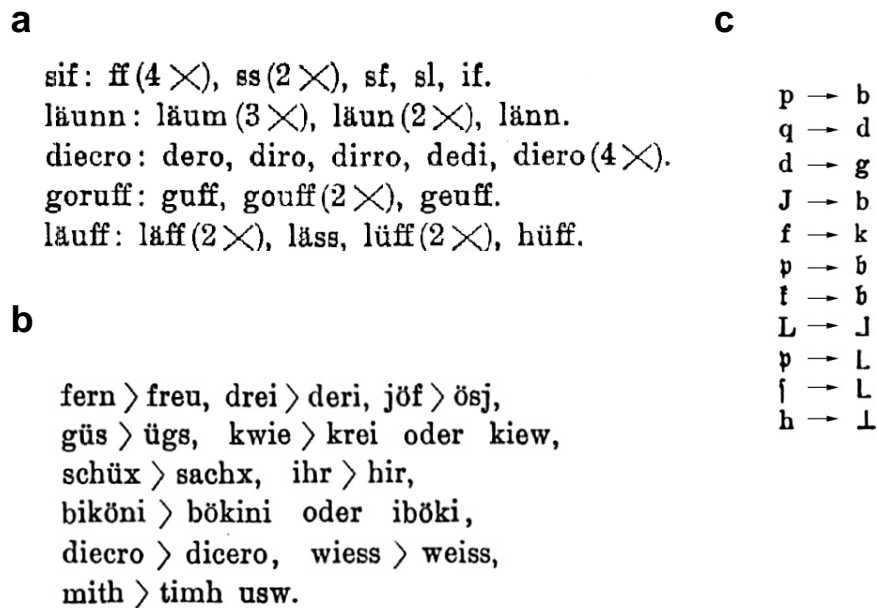 a
sif: ff (4 ×), ss (2 ×), sf, sl, if.
läunn: läum (3 ×), läun (2 ×), länn.
diecro: dero, diro, dirro, dedi, diero (4 ×).
goruff: guff, gouff (2 ×), geuff.
läuff: läff (2 ×), läss, lüff (2 ×), hüff.
b
fern 〉 freu, drei 〉 deri, jöf 〉 ösj,
güs 〉 ügs, kwie 〉 krei oder kiew,
schüx 〉 sachx, ihr 〉 hir,
biköni 〉 bökini oder iböki,
diecro 〉 dicero, wiess 〉 weiss,
mith 〉 timh usw.
c
p → b
q → d
d → g
J → b
f → k
𝔭 → 𝔟
𝔨 → 𝔟
L → ⅃
𝔭 → L
ſ → L
h → ⊥